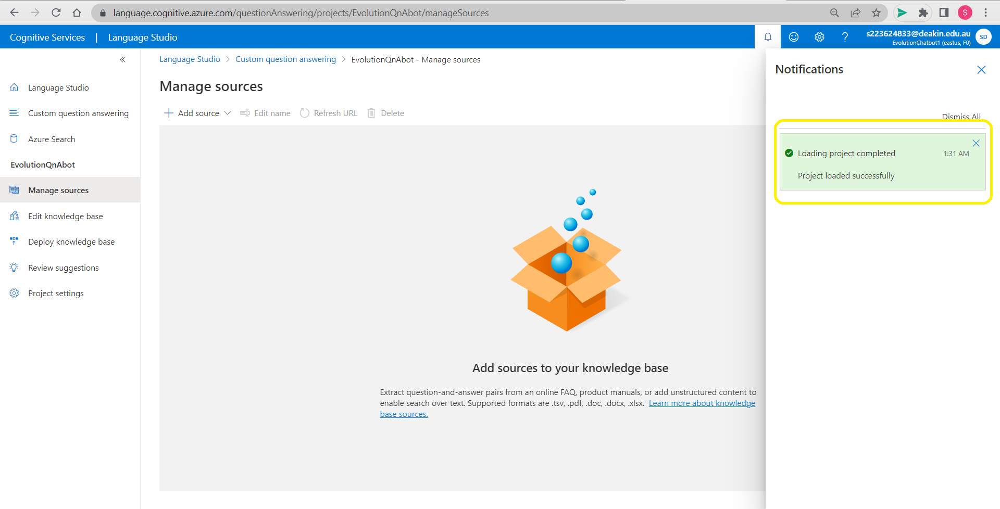 language.cognitive.azure.com/questionAnswering/projects/EvolutionQnAbot/manageSources
S
Cognitive Services | Language Studio
s223624833@deakin.edu.au
EvolutionChatbot1 (eastus, F0)
SD
Language Studio > Custom question answering > EvolutionQnAbot - Manage sources
Notifications
Manage sources
Language Studio
Custom question answering
Azure Search
EvolutionQnAbot
Manage sources
Edit knowledge base
Deploy knowledge base
Review suggestions
Project settings
Add source
Edit name
Refresh URL
Delete
Dismiss All
Loading project completed
1:31 AM
Project loaded successfully
Add sources to your knowledge base
Extract question-and-answer pairs from an online FAQ, product manuals, or add unstructured content to
enable search over text. Supported formats are .tsv, .pdf, .doc, .docx, .xlsx. Learn more about knowledge
base sources.